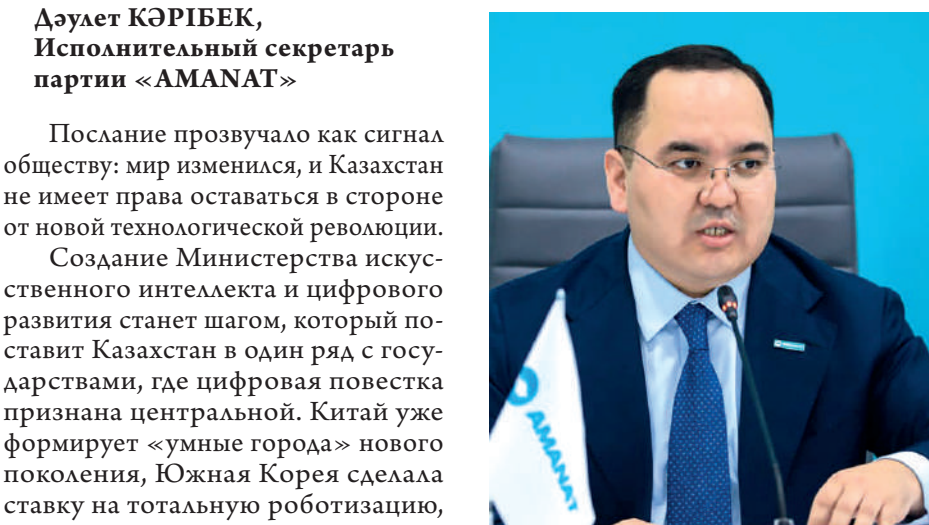 Дәулет КӘРІБЕК,
Исполнительный секретарь
партии «AMANAT»
Послание прозвучало как сигнал
обществу: мир изменился, и Казахстан
не имеет права оставаться в стороне
от новой технологической революции.
Создание Министерства искус-
ственного интеллекта и цифрового
развития станет шагом, который по-
ставит Казахстан в один ряд с госу-
дарствами, где цифровая повестка
признана центральной. Китай уже
формирует «умные города» нового
поколения, Южная Корея сделала
ставку на тотальную роботизацию,
AMANAT